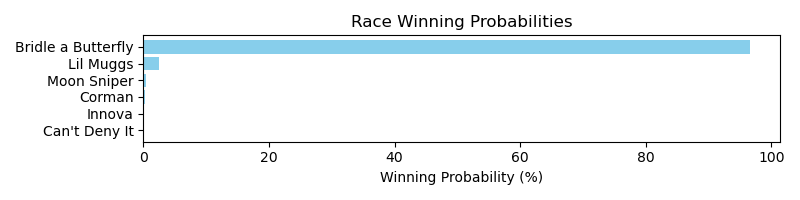 Race Winning Probabilities
Bridle a Butterfly
Lil Muggs
Moon Sniper
Corman
Innova
Can't Deny It
0 20 40 60 80 100
Winning Probability (%)